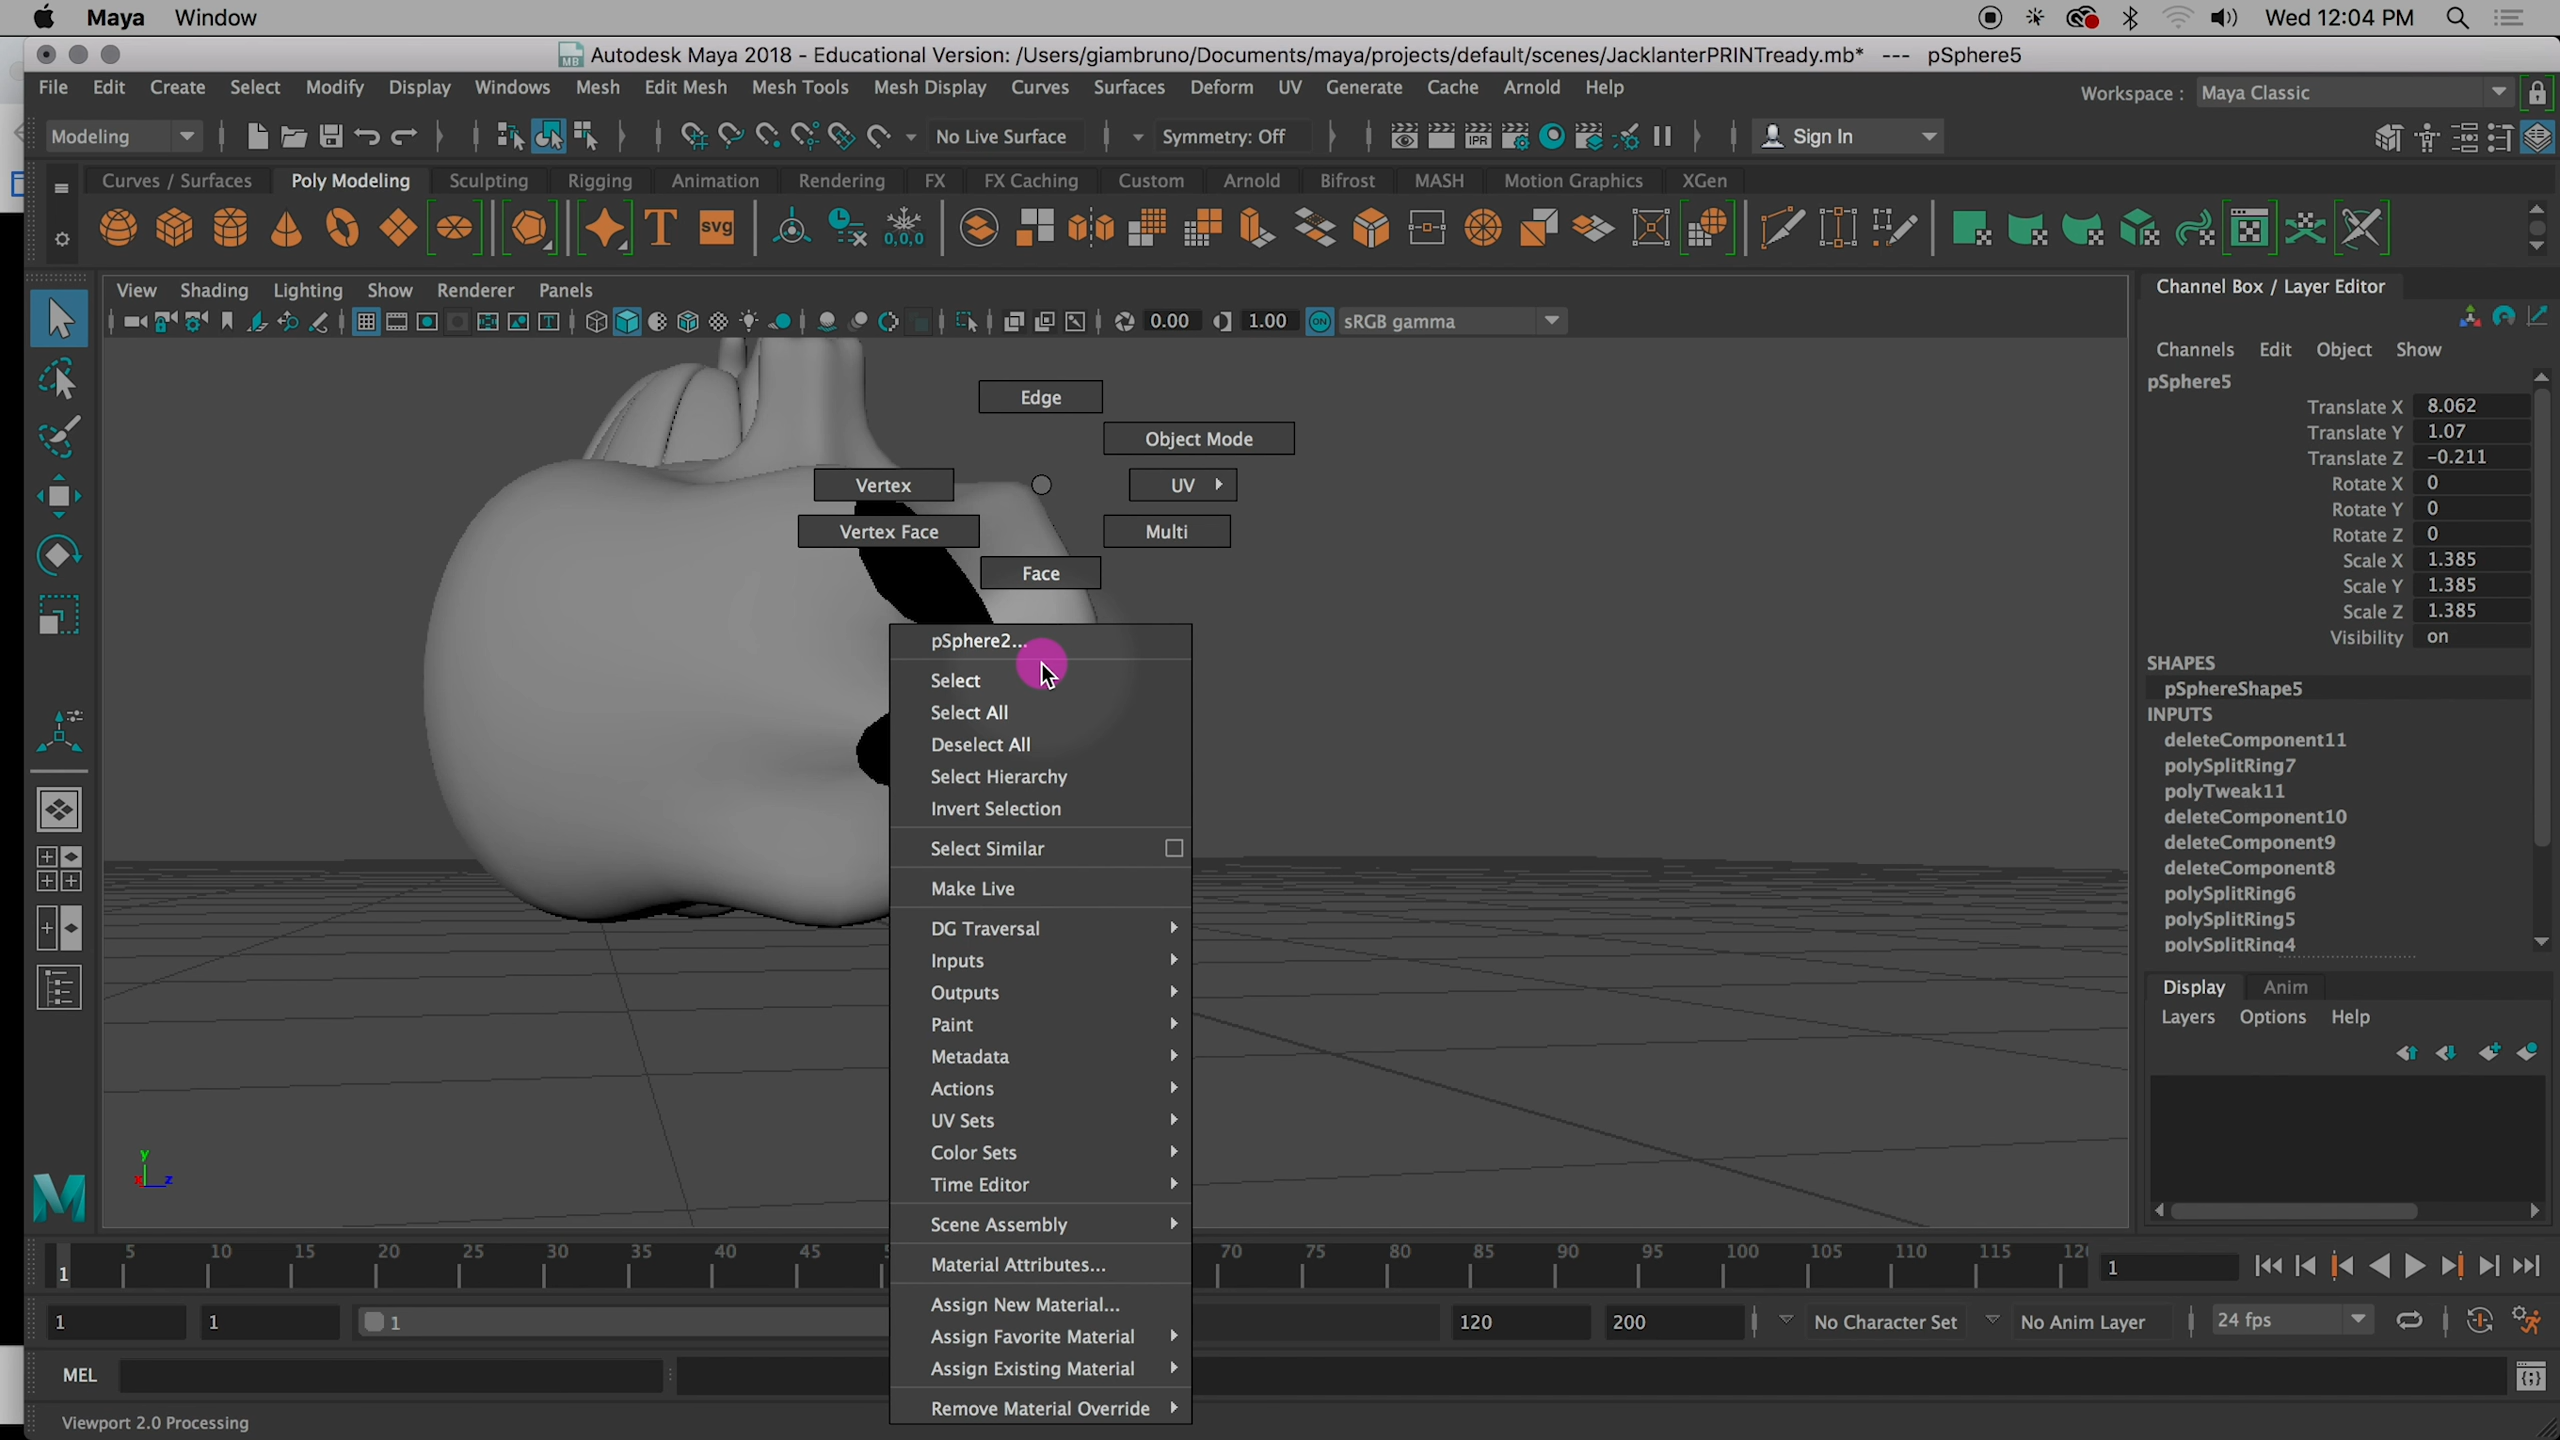 Maya Window Wed 12:04 PM
Autodesk Maya 2018 - Educational Version: /Users/giambruno/Documents/maya/projects/default/scenes/JacklanterPRINTready.mb* --- pSphere5
File Edit Create Select Modify Display Windows Mesh Edit Mesh Mesh Tools Mesh Display Curves Surfaces Deform UV Generate Cache Arnold Help
Workspace : Maya Classic
Modeling No Live Surface Symmetry: Off IPR Sign In
Curves / Surfaces Poly Modeling Sculpting Rigging Animation Rendering FX FX Caching Custom Arnold Bifrost MASH Motion Graphics XGen
T svg 0,0,0
View Shading Lighting Show Renderer Panels
0.00 1.00 ON sRGB gamma
Edge
Object Mode
Vertex
UV
Vertex Face
Multi
Face
pSphere2...
Select
Select All
Deselect All
Select Hierarchy
Invert Selection
Select Similar
Make Live
DG Traversal
Inputs
Outputs
Paint
Metadata
Actions
UV Sets
Color Sets
Time Editor
Scene Assembly
Material Attributes...
Assign New Material...
Assign Favorite Material
Assign Existing Material
Remove Material Override
y
x z
Channel Box / Layer Editor
Channels Edit Object Show
pSphere5
Translate X 8.062
Translate Y 1.07
Translate Z -0.211
Rotate X 0
Rotate Y 0
Rotate Z 0
Scale X 1.385
Scale Y 1.385
Scale Z 1.385
Visibility on
SHAPES
pSphereShape5
INPUTS
deleteComponent11
polySplitRing7
polyTweak11
deleteComponent10
deleteComponent9
deleteComponent8
polySplitRing6
polySplitRing5
polySplitRing4
Display Anim
Layers Options Help
1 5 10 15 20 25 30 35 40 45 70 75 80 85 90 95 100 105 110 115 1
1 1 1 120 200 No Character Set No Anim Layer 24 fps
MEL
Viewport 2.0 Processing